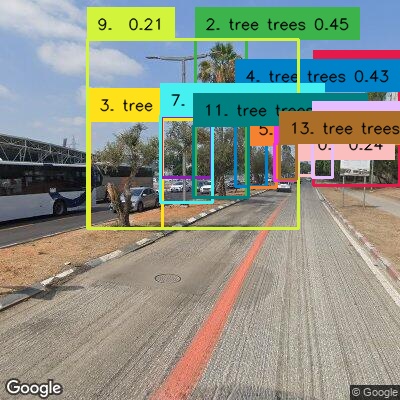 9. 0.21
2. tree trees 0.45
4. tree trees 0.43
3. tree
7.
11. tree trees
5.
13. tree trees
0. 0.24
Google
© Google